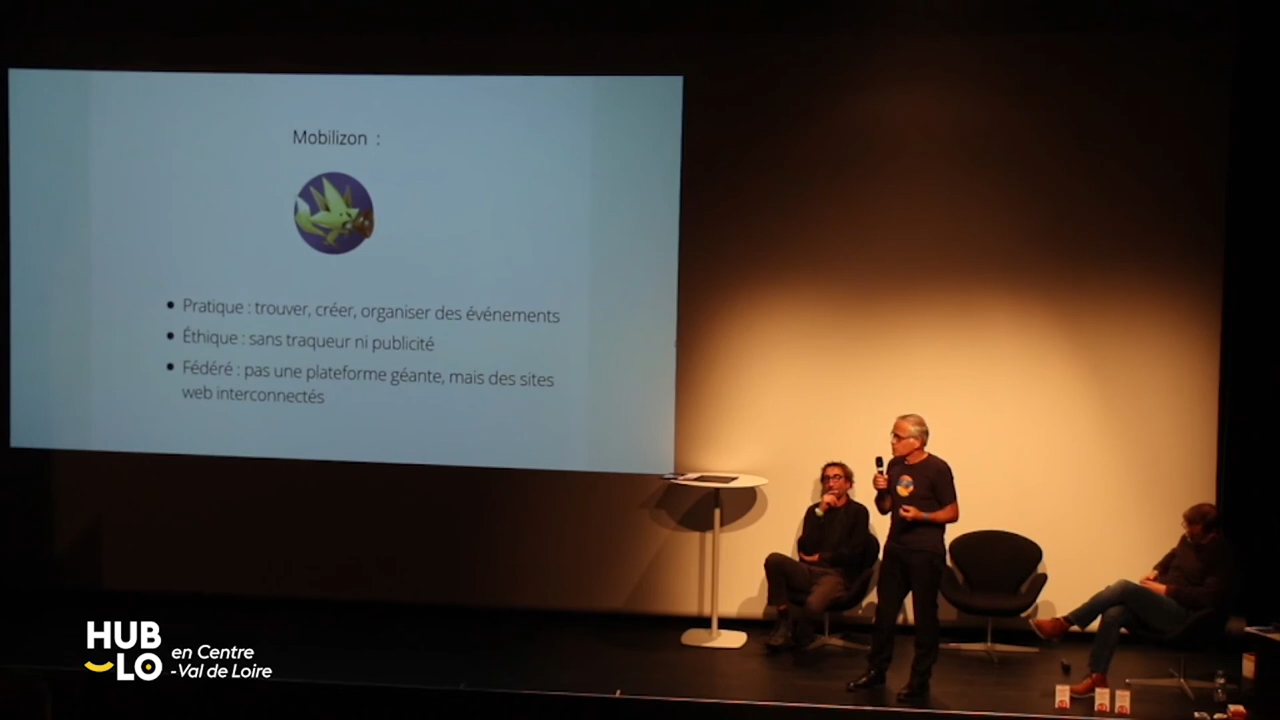 Mobilizon :
• Pratique : trouver, créer, organiser des événements
• Éthique : sans traqueur ni publicité
• Fédéré : pas une plateforme géante, mais des sites
web interconnectés
HUB
LO
en Centre
-Val de Loire